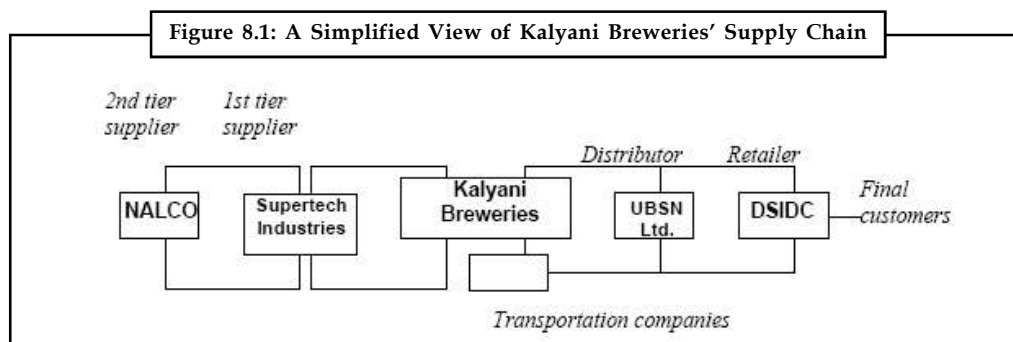 Figure 8.1: A Simplified View of Kalyani Breweries' Supply Chain
2nd tier
supplier
1st tier
supplier
Distributor
Retailer
NALCO
Supertech
Industries
Kalyani
Breweries
UBSN
Ltd.
DSIDC
Final
customers
Transportation companies